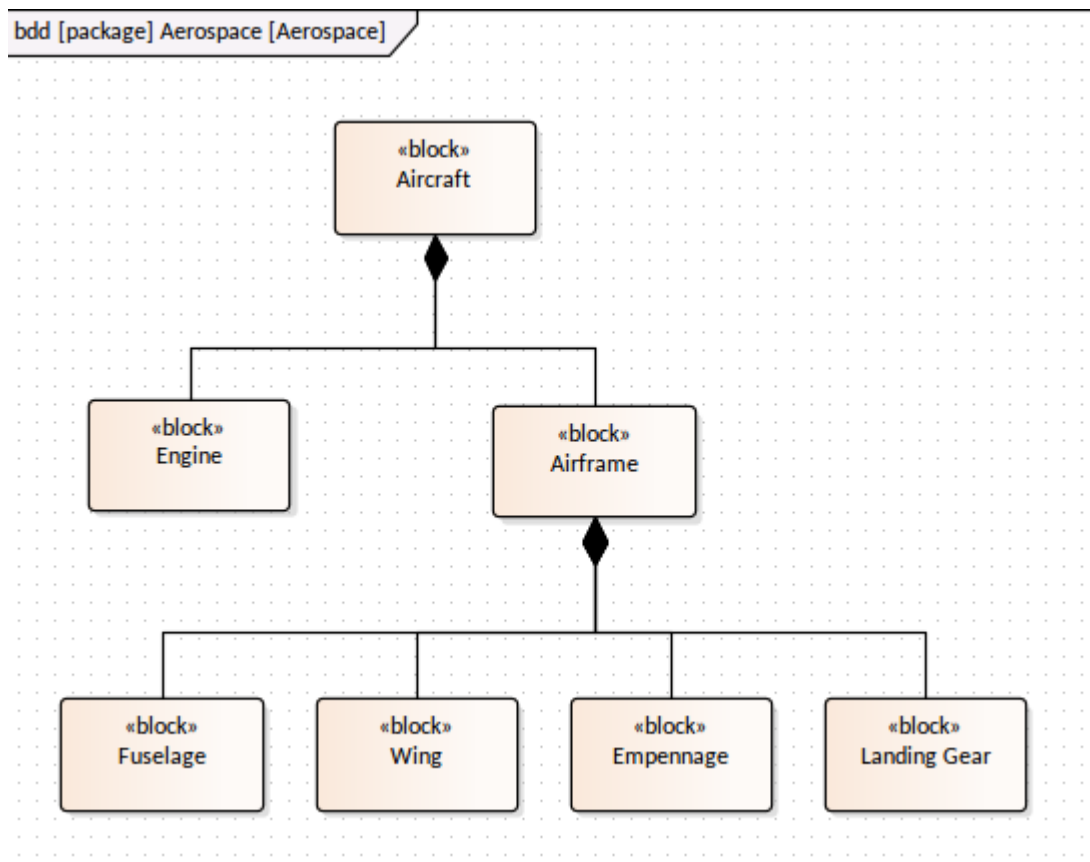 bdd [package] Aerospace [Aerospace]
«block»
Aircraft
«block»
Engine
«block»
Airframe
«block»
Fuselage
«block»
Wing
«block»
Empennage
«block»
Landing Gear